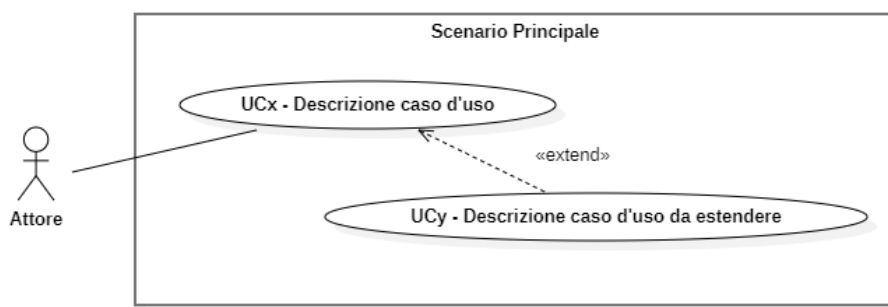 Scenario Principale
UCx - Descrizione caso d'uso
«extend»
Attore
UCy - Descrizione caso d'uso da estendere